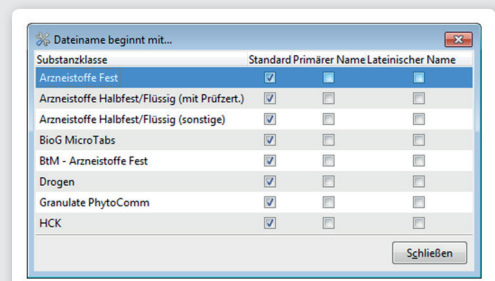 Dateiname beginnt mit...
Substanzklasse Standard Primärer Name Lateinischer Name
Arzneistoffe Fest
Arzneistoffe Halbfest/Flüssig (mit Prüfzert.)
Arzneistoffe Halbfest/Flüssig (sonstige)
BioG MicroTabs
BtM - Arzneistoffe Fest
Drogen
Granulate PhytoComm
HCK
Schließen